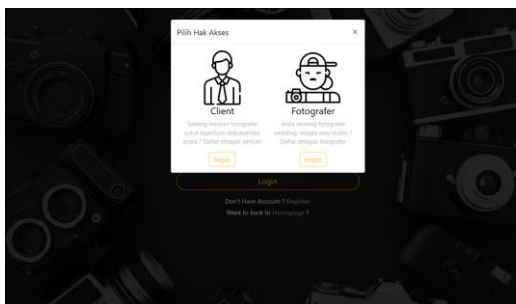 Pilih Hak Akses ×
Client
Sedang mencari fotografer
untuk keperluan dokumentasi
acara ? Daftar sebagai pencari
Regist
Fotografer
Anda seorang fotografer
wedding, wisuda atau studio ?
Daftar sebagai fotografer
Regist
Login
Don't Have Account ? Register
Want to back to Homepage ?